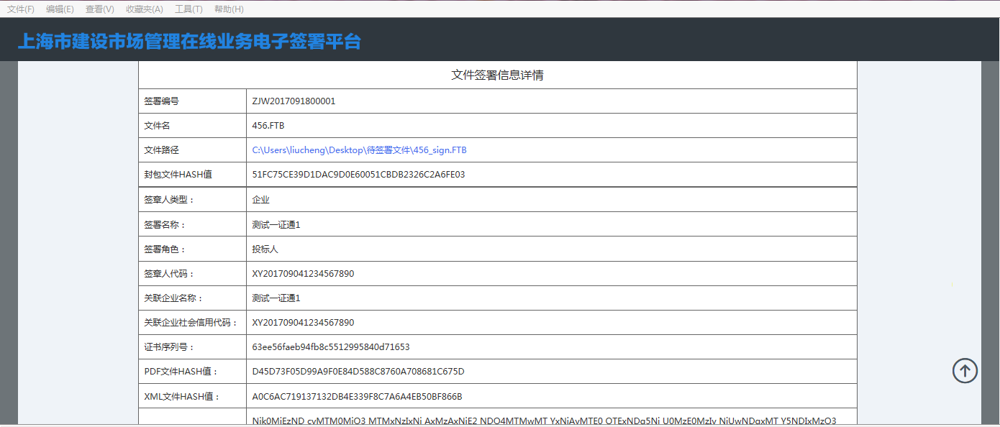 文件(F) 编辑(E) 查看(V) 收藏夹(A) 工具(T) 帮助(H)
上海市建设市场管理在线业务电子签署平台
文件签署信息详情
签署编号 ZJW2017091800001
文件名 456.FTB
文件路径 C:\Users\liucheng\Desktop\待签署文件\456_sign.FTB
封包文件HASH值 51FC75CE39D1DAC9D0E60051CBDB2326C2A6FE03
签章人类型： 企业
签署名称： 测试一证通1
签署角色： 投标人
签章人代码： XY201709041234567890
关联企业名称： 测试一证通1
关联企业社会信用代码： XY201709041234567890
证书序列号： 63ee56faeb94fb8c5512995840d71653
PDF文件HASH值： D45D73F05D99A9F0E84D588C8760A708681C675D
XML文件HASH值： A0C6AC719137132DB4E339F8C7A6A4EB50BF866B